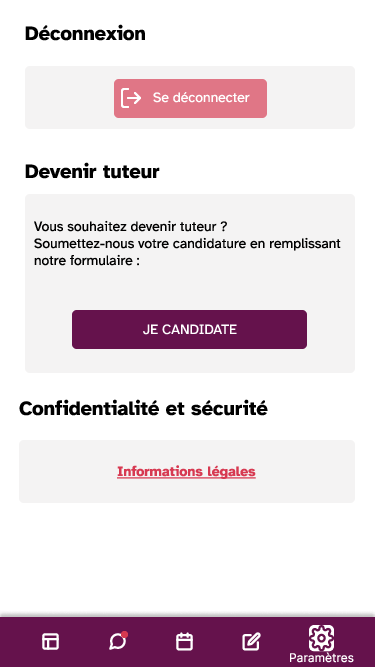 Déconnexion
Se déconnecter
Devenir tuteur
Vous souhaitez devenir tuteur ?
Soumettez-nous votre candidature en remplissant
notre formulaire :
JE CANDIDATE
Confidentialité et sécurité
Informations légales
Paramètres